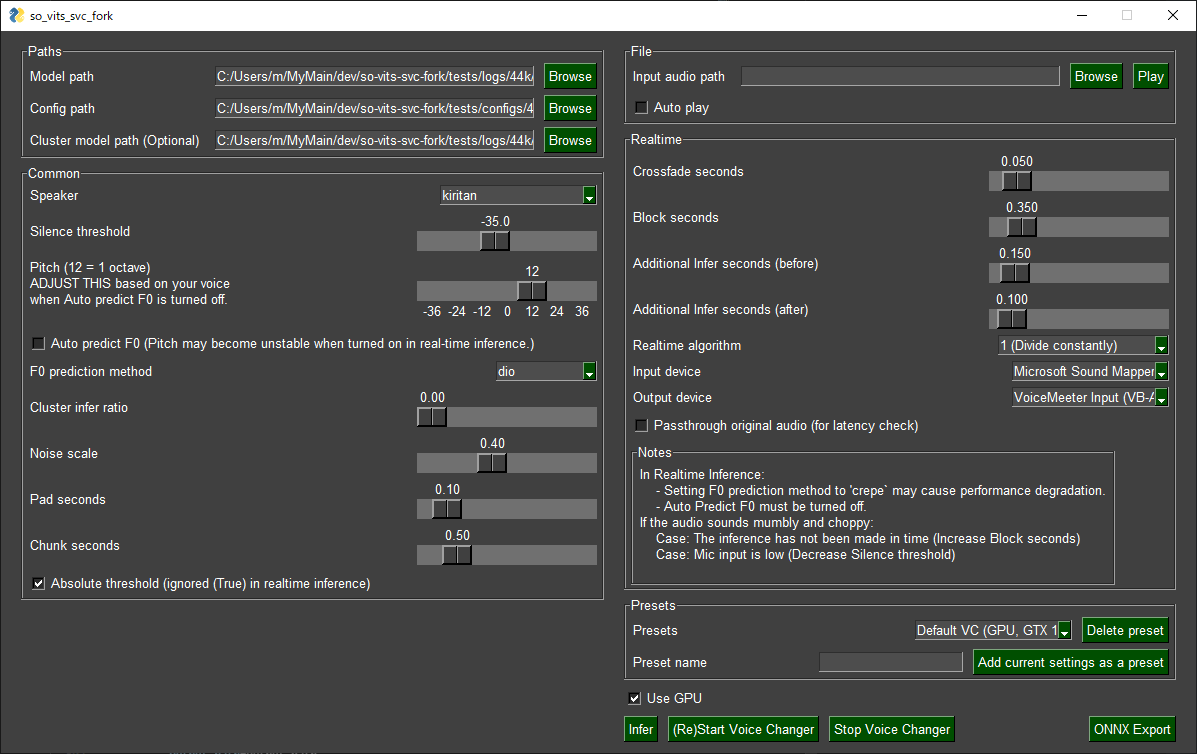 so_vits_svc_fork
Paths
Model path C:/Users/m/MyMain/dev/so-vits-svc-fork/tests/logs/44k/ Browse
Config path C:/Users/m/MyMain/dev/so-vits-svc-fork/tests/configs/4 Browse
Cluster model path (Optional) C:/Users/m/MyMain/dev/so-vits-svc-fork/tests/logs/44k/ Browse
Common
Speaker kiritan
-35.0
Silence threshold
Pitch (12 = 1 octave)
ADJUST THIS based on your voice
when Auto predict F0 is turned off.
12
-36 -24 -12 0 12 24 36
Auto predict F0 (Pitch may become unstable when turned on in real-time inference.)
F0 prediction method dio
0.00
Cluster infer ratio
0.40
Noise scale
0.10
Pad seconds
0.50
Chunk seconds
Absolute threshold (ignored (True) in realtime inference)
File
Input audio path Browse Play
Auto play
Realtime
0.050
Crossfade seconds
0.350
Block seconds
0.150
Additional Infer seconds (before)
0.100
Additional Infer seconds (after)
Realtime algorithm 1 (Divide constantly)
Input device Microsoft Sound Mapper
Output device VoiceMeeter Input (VB-A
Passthrough original audio (for latency check)
Notes
In Realtime Inference:
- Setting F0 prediction method to 'crepe` may cause performance degradation.
- Auto Predict F0 must be turned off.
If the audio sounds mumbly and choppy:
Case: The inference has not been made in time (Increase Block seconds)
Case: Mic input is low (Decrease Silence threshold)
Presets
Presets Default VC (GPU, GTX 1 Delete preset
Preset name Add current settings as a preset
Use GPU
Infer (Re)Start Voice Changer Stop Voice Changer ONNX Export